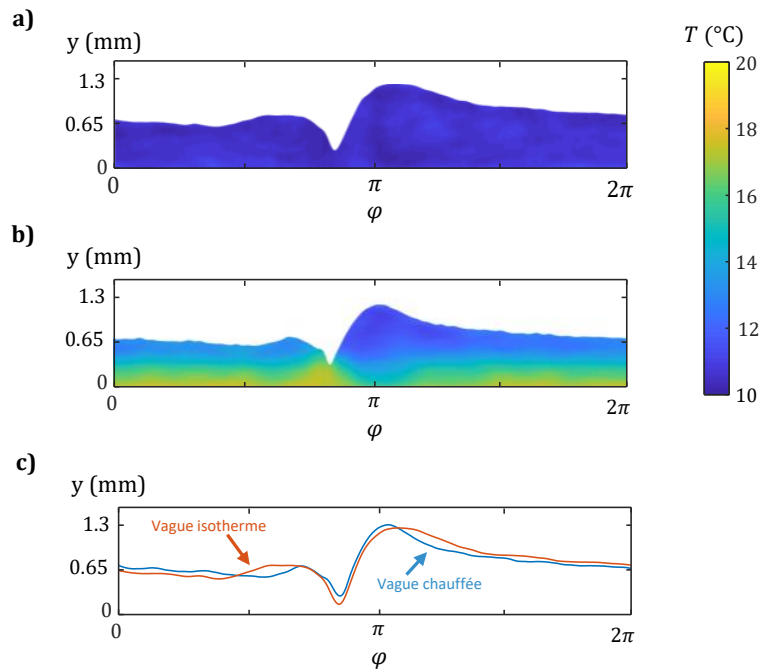 a)
y (mm)
1.3
0.65
0
0
π
2π
φ
T (°C)
20
18
16
14
12
10
b)
y (mm)
1.3
0.65
0
0
π
2π
φ
c)
y (mm)
1.3
0.65
0
Vague isotherme
Vague chauffée
0
π
2π
φ